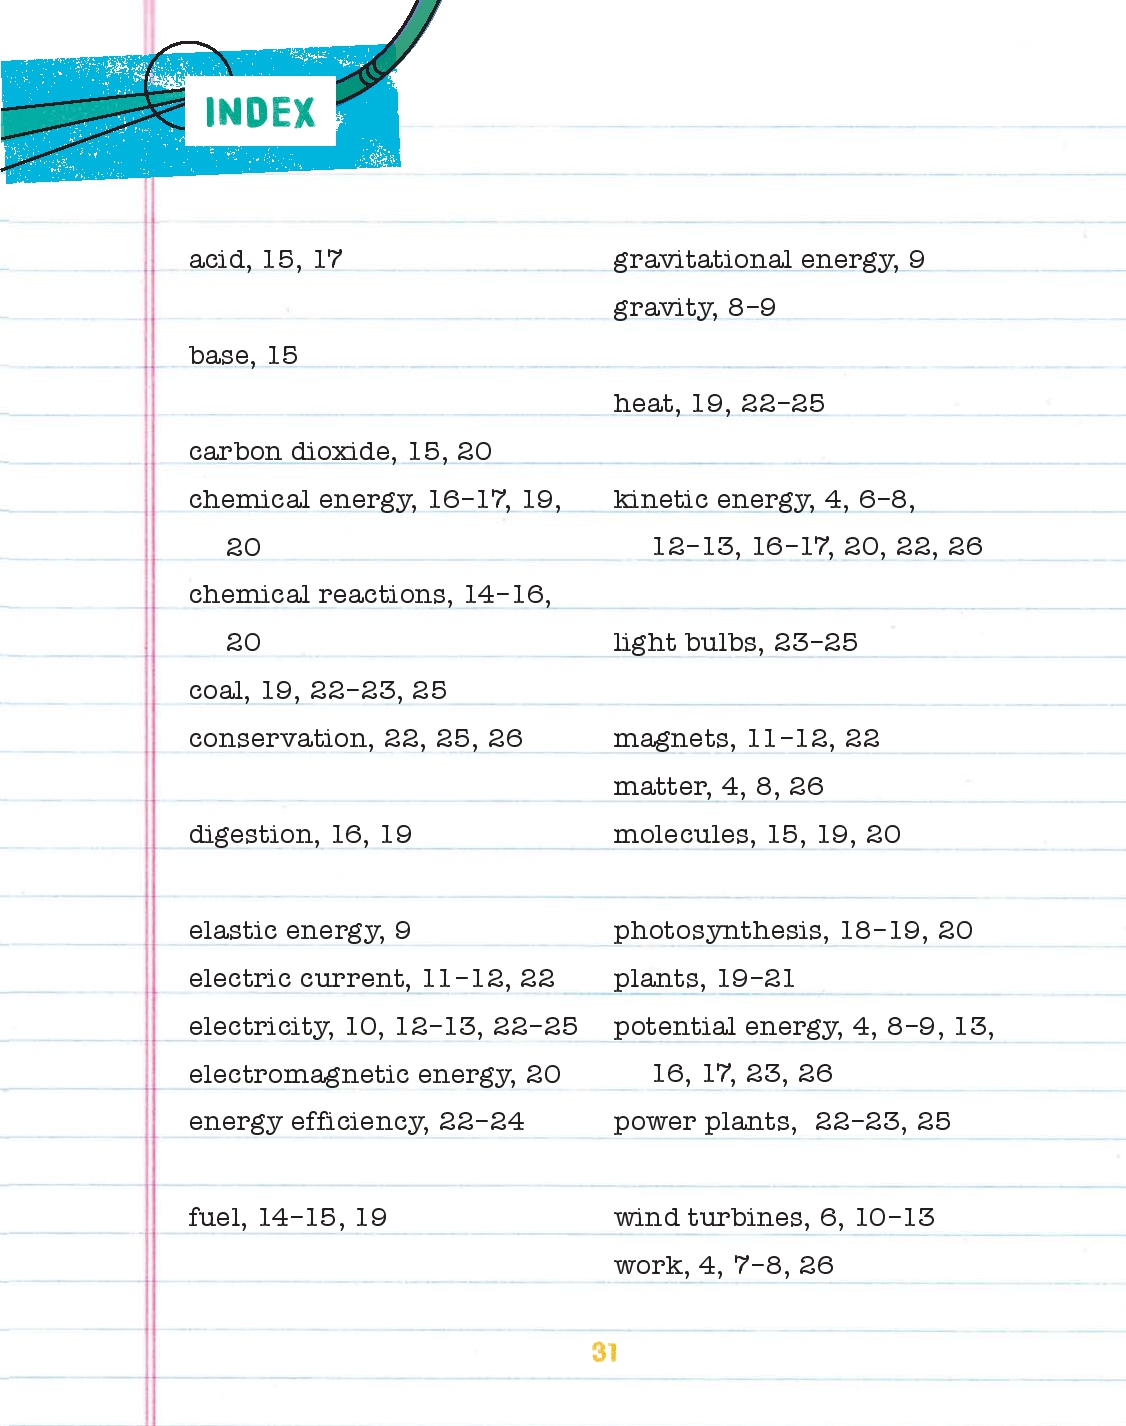 INDEX
acid, 15, 17
base, 15
carbon dioxide, 15, 20
chemical energy, 16–17, 19,
20
chemical reactions, 14–16,
20
coal, 19, 22–23, 25
conservation, 22, 25, 26
digestion, 16, 19
elastic energy, 9
electric current, 11–12, 22
electricity, 10, 12–13, 22–25
electromagnetic energy, 20
energy efficiency, 22–24
fuel, 14–15, 19
gravitational energy, 9
gravity, 8–9
heat, 19, 22–25
kinetic energy, 4, 6–8,
12–13, 16–17, 20, 22, 26
light bulbs, 23–25
magnets, 11–12, 22
matter, 4, 8, 26
molecules, 15, 19, 20
photosynthesis, 18–19, 20
plants, 19–21
potential energy, 4, 8–9, 13,
16, 17, 23, 26
power plants, 22–23, 25
wind turbines, 6, 10–13
work, 4, 7–8, 26
31